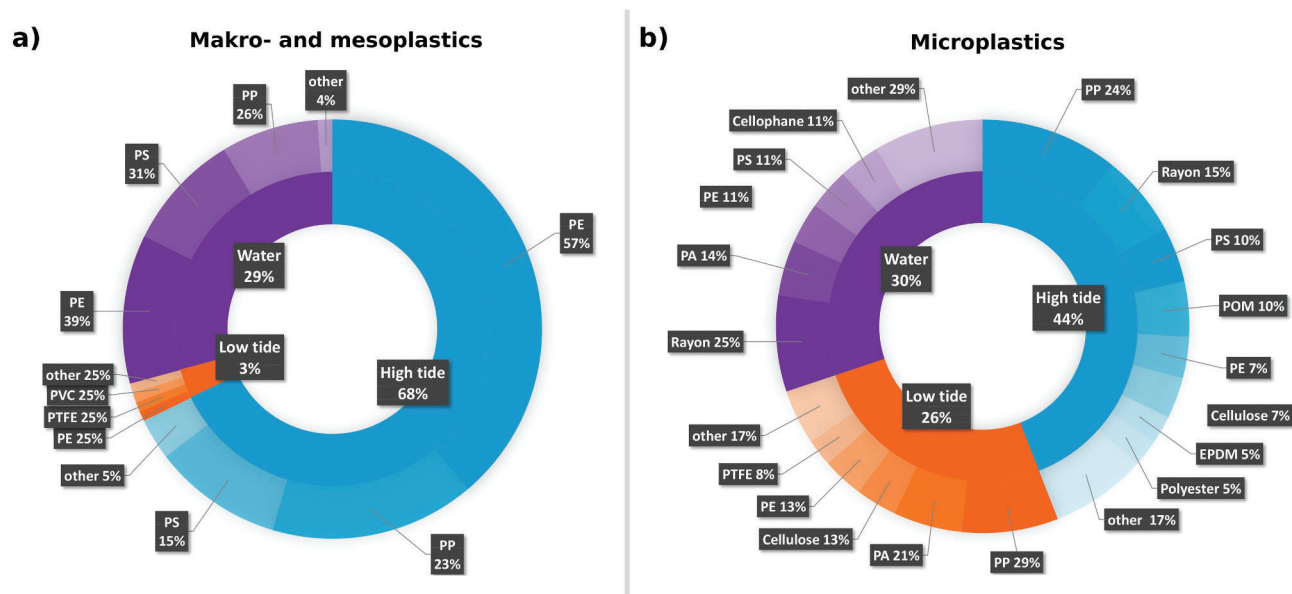 a)
Makro- and mesoplastics
other
4%
PP
26%
PS
31%
PE
57%
Water
29%
PE
39%
Low tide
3%
High tide
68%
other 25%
PVC 25%
PTFE 25%
PE 25%
other 5%
PS
15%
PP
23%
b)
Microplastics
other 29%
PP 24%
Cellophane 11%
PS 11%
Rayon 15%
PE 11%
PS 10%
PA 14%
Water
30%
High tide
44%
POM 10%
Rayon 25%
PE 7%
Low tide
26%
Cellulose 7%
other 17%
EPDM 5%
PTFE 8%
Polyester 5%
PE 13%
other 17%
Cellulose 13%
PA 21%
PP 29%